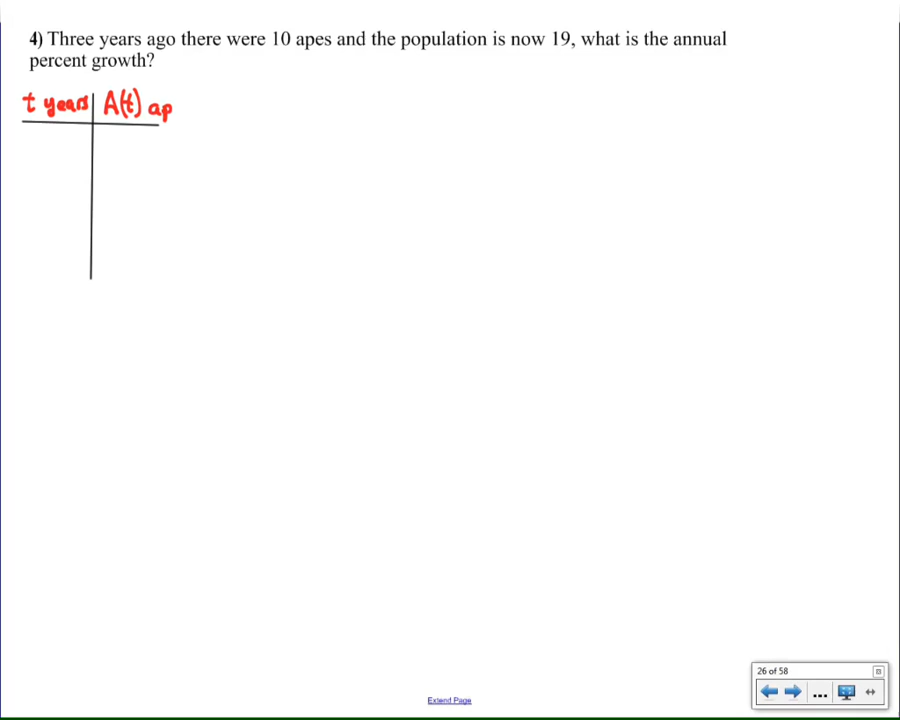 4) Three years ago there were 10 apes and the population is now 19, what is the annual
percent growth?
t years A(t) ap
26 of 58
...
Extend Page